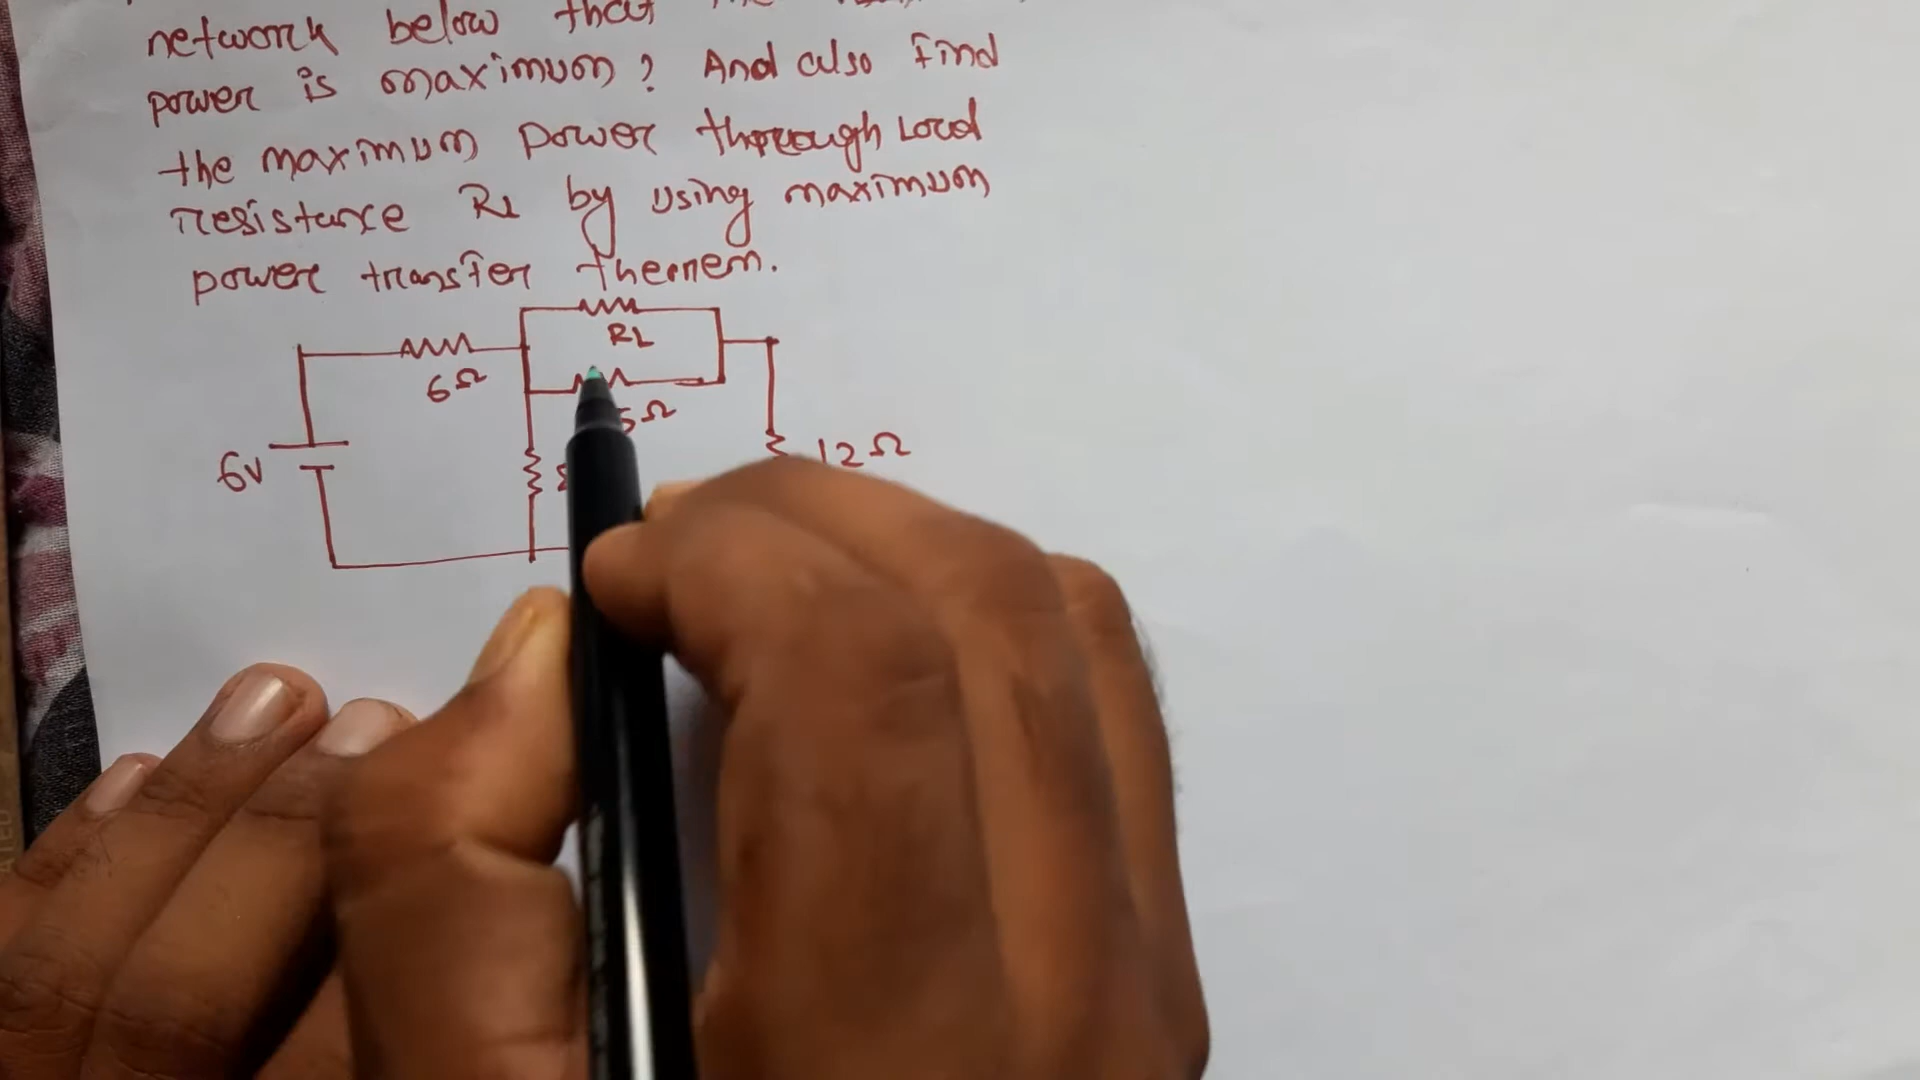 network below that
power is maximum? And also find
the maximum power through Load
resistance RL by using maximum
power transfer theorem.
RL
6Ω
5Ω
6V
12Ω